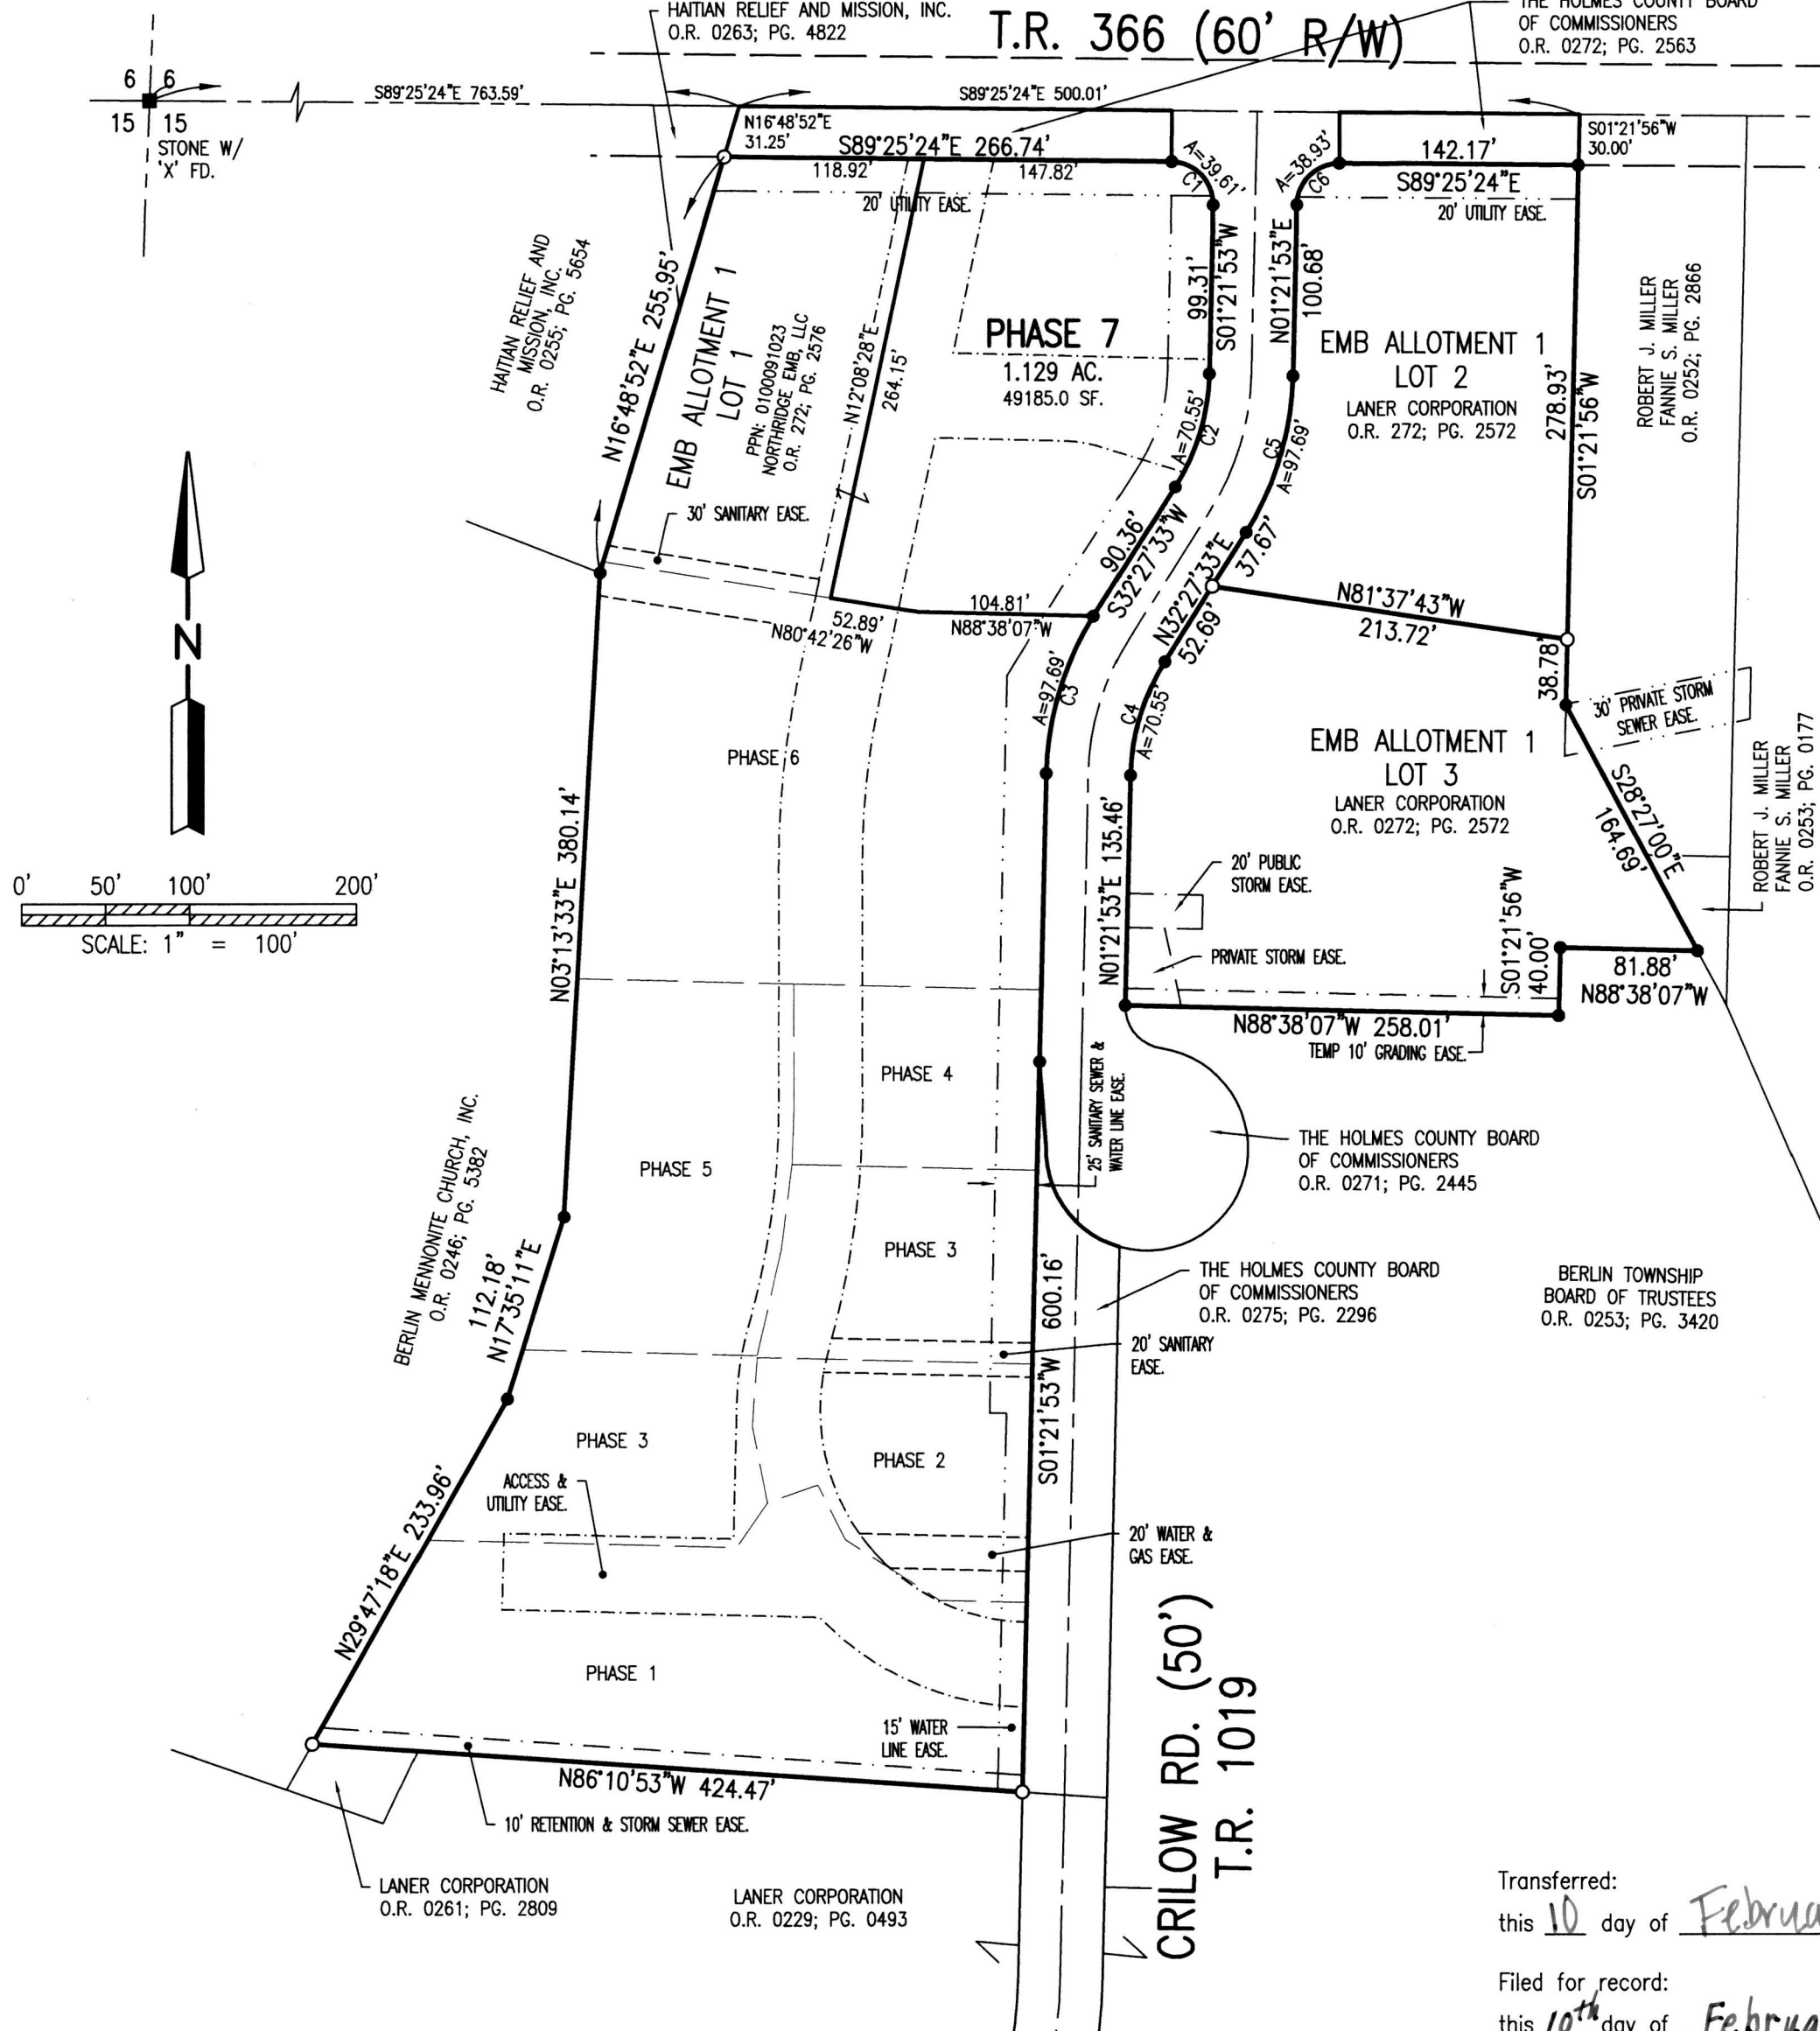 HAITIAN RELIEF AND MISSION, INC.
O.R. 0263; PG. 4822
T.R. 366 (60' R/W)
THE HOLMES COUNTY BOARD
OF COMMISSIONERS
O.R. 0272; PG. 2563
6 6
15 15
STONE W/
'X' FD.
S89°25'24"E 763.59'
S89°25'24"E 500.01'
N16°48'52"E
31.25'
S89°25'24"E 266.74'
118.92'
147.82'
20' UTILITY EASE.
A=39.61'
C1
A=38.93'
C6
142.17'
S89°25'24"E
20' UTILITY EASE.
S01°21'56"W
30.00'
HAITIAN RELIEF AND
MISSION, INC.
O.R. 0255; PG. 5654
N16°48'52"E 255.95'
EMB ALLOTMENT 1
LOT 1
PPN: 0100091023
NORTHRIDGE EMB, LLC
O.R. 272; PG. 2576
N12°08'28"E
264.15'
PHASE 7
1.129 AC.
49185.0 SF.
99.31'
S01°21'53"W
N01°21'53"E
100.68'
EMB ALLOTMENT 1
LOT 2
LANER CORPORATION
O.R. 272; PG. 2572
278.93'
S01°21'56"W
ROBERT J. MILLER
FANNIE S. MILLER
O.R. 0252; PG. 2866
A=70.55'
C2
C5
A=97.69'
30' SANITARY EASE.
90.36'
S32°27'33"W
N32°27'33"E
37.67'
52.69'
N
52.89'
N80°42'26"W
104.81'
N88°38'07"W
N81°37'43"W
213.72'
38.78'
30' PRIVATE STORM
SEWER EASE.
A=97.69'
C3
C4
A=70.55'
PHASE 6
EMB ALLOTMENT 1
LOT 3
LANER CORPORATION
O.R. 0272; PG. 2572
S28°27'00"E
164.69'
ROBERT J. MILLER
FANNIE S. MILLER
O.R. 0253; PG. 0177
N03°13'33"E 380.14'
N01°21'53"E 135.46'
20' PUBLIC
STORM EASE.
0' 50' 100' 200'
SCALE: 1" = 100'
PRIVATE STORM EASE.
S01°21'56"W
40.00'
81.88'
N88°38'07"W
N88°38'07"W 258.01'
TEMP 10' GRADING EASE.
PHASE 4
25' SANITARY SEWER &
WATER LINE EASE.
THE HOLMES COUNTY BOARD
OF COMMISSIONERS
O.R. 0271; PG. 2445
BERLIN MENNONITE CHURCH, INC.
O.R. 0246; PG. 5382
112.18'
N17°35'11"E
PHASE 5
PHASE 3
THE HOLMES COUNTY BOARD
OF COMMISSIONERS
O.R. 0275; PG. 2296
BERLIN TOWNSHIP
BOARD OF TRUSTEES
O.R. 0253; PG. 3420
S01°21'53"W 600.16'
20' SANITARY
EASE.
PHASE 3
PHASE 2
ACCESS &
UTILITY EASE.
20' WATER &
GAS EASE.
N29°47'18"E 233.96'
PHASE 1
15' WATER
LINE EASE.
N86°10'53"W 424.47'
10' RETENTION & STORM SEWER EASE.
CRILOW RD. (50')
T.R. 1019
LANER CORPORATION
O.R. 0261; PG. 2809
LANER CORPORATION
O.R. 0229; PG. 0493
Transferred:
this 10 day of Februa
Filed for record:
this 10th day of Februa